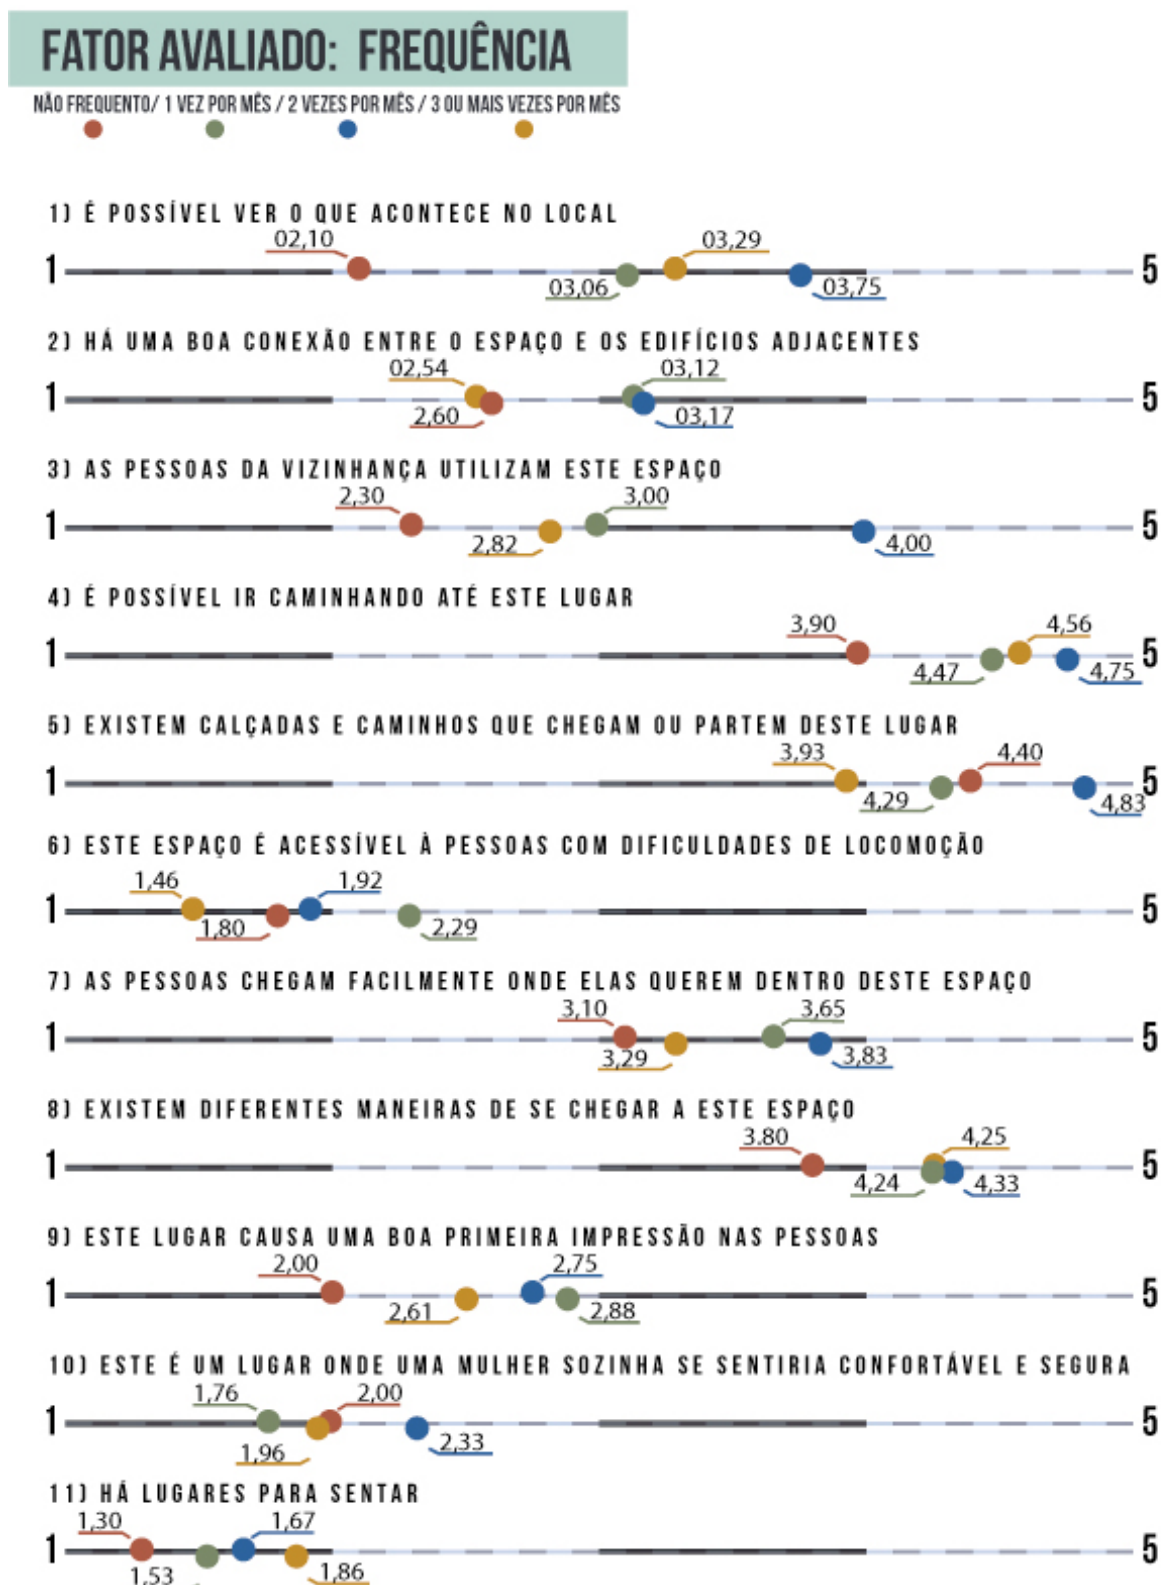 FATOR AVALIADO: FREQUÊNCIA
NÃO FREQUENTO/ 1 VEZ POR MÊS / 2 VEZES POR MÊS / 3 OU MAIS VEZES POR MÊS
1) É POSSÍVEL VER O QUE ACONTECE NO LOCAL
02,10 03,29
1 5
03,06 03,75
2) HÁ UMA BOA CONEXÃO ENTRE O ESPAÇO E OS EDIFÍCIOS ADJACENTES
02,54 03,12
1 5
2,60 03,17
3) AS PESSOAS DA VIZINHANÇA UTILIZAM ESTE ESPAÇO
2,30 3,00
1 5
2,82 4,00
4) É POSSÍVEL IR CAMINHANDO ATÉ ESTE LUGAR
3,90 4,56
1 5
4,47 4,75
5) EXISTEM CALÇADAS E CAMINHOS QUE CHEGAM OU PARTEM DESTE LUGAR
3,93 4,40
1 5
4,29 4,83
6) ESTE ESPAÇO É ACESSÍVEL À PESSOAS COM DIFICULDADES DE LOCOMOÇÃO
1,46 1,92
1 5
1,80 2,29
7) AS PESSOAS CHEGAM FACILMENTE ONDE ELAS QUEREM DENTRO DESTE ESPAÇO
3,10 3,65
1 5
3,29 3,83
8) EXISTEM DIFERENTES MANEIRAS DE SE CHEGAR A ESTE ESPAÇO
3.80 4,25
1 5
4,24 4,33
9) ESTE LUGAR CAUSA UMA BOA PRIMEIRA IMPRESSÃO NAS PESSOAS
2,00 2,75
1 5
2,61 2,88
10) ESTE É UM LUGAR ONDE UMA MULHER SOZINHA SE SENTIRIA CONFORTÁVEL E SEGURA
1,76 2,00
1 5
1,96 2,33
11) HÁ LUGARES PARA SENTAR
1,30 1,67
1 5
1,53 1,86